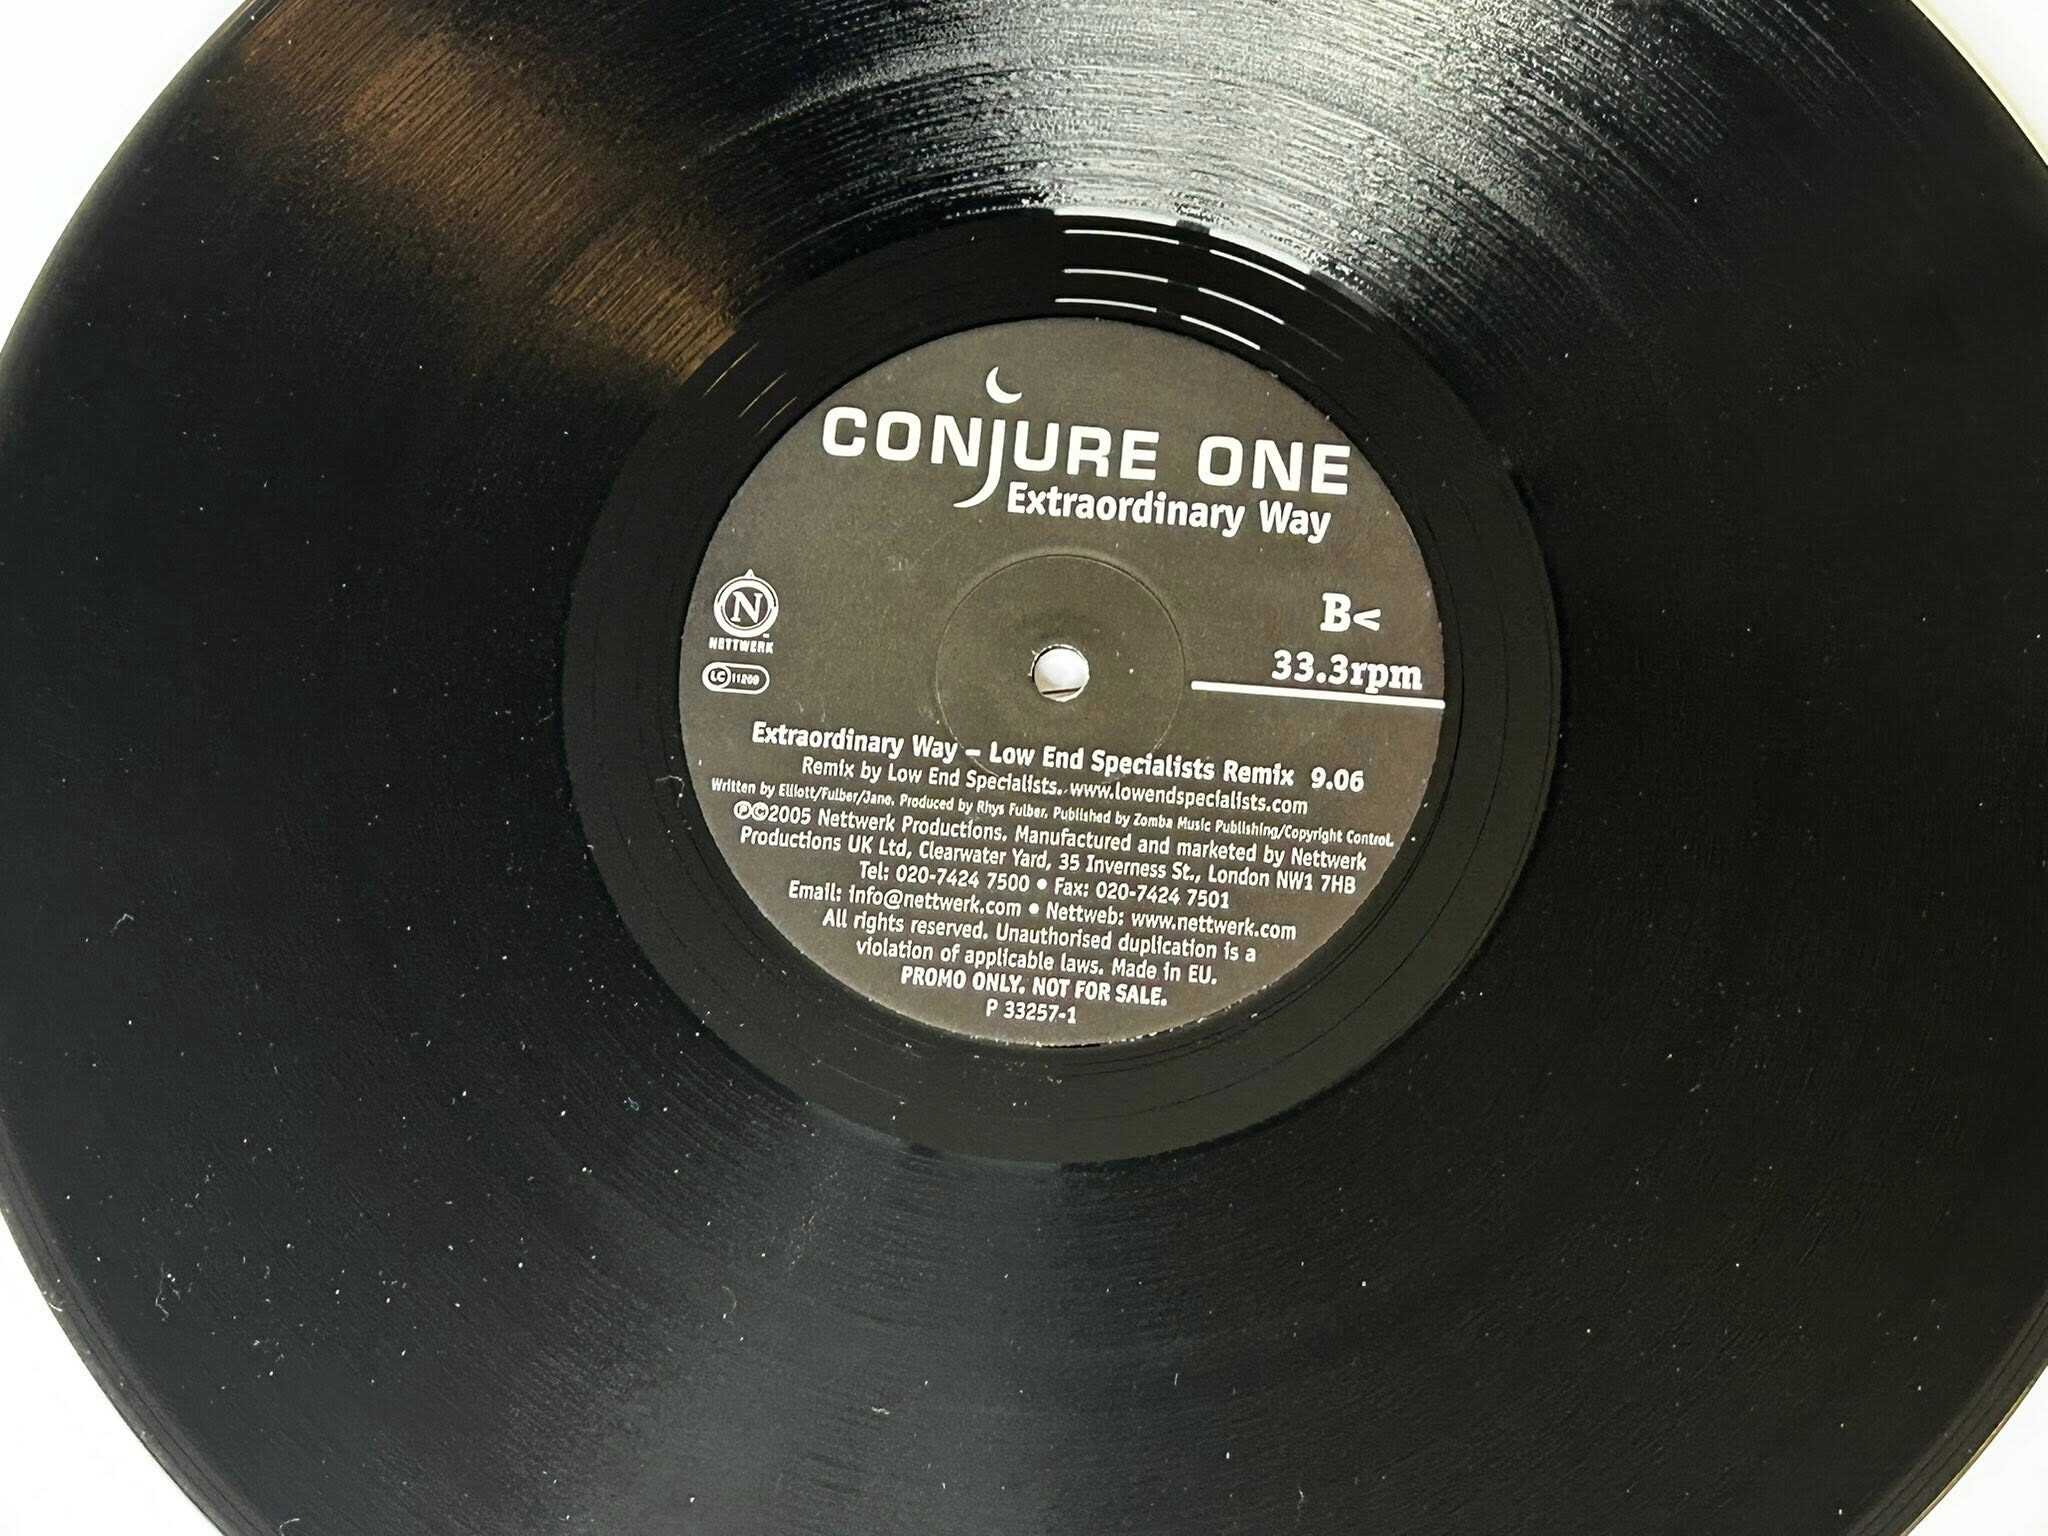 CONJURE ONE
Extraordinary Way
N
NETTWERK
LC 11209
B<
33.3rpm
Extraordinary Way – Low End Specialists Remix 9.06
Remix by Low End Specialists. www.lowendspecialists.com
Written by Elliott/Fulber/Jane. Produced by Rhys Fulber. Published by Zomba Music Publishing/Copyright Control.
℗©2005 Nettwerk Productions. Manufactured and marketed by Nettwerk
Productions UK Ltd, Clearwater Yard, 35 Inverness St., London NW1 7HB
Tel: 020-7424 7500 • Fax: 020-7424 7501
Email: info@nettwerk.com • Nettweb: www.nettwerk.com
All rights reserved. Unauthorised duplication is a
violation of applicable laws. Made in EU.
PROMO ONLY. NOT FOR SALE.
P 33257-1